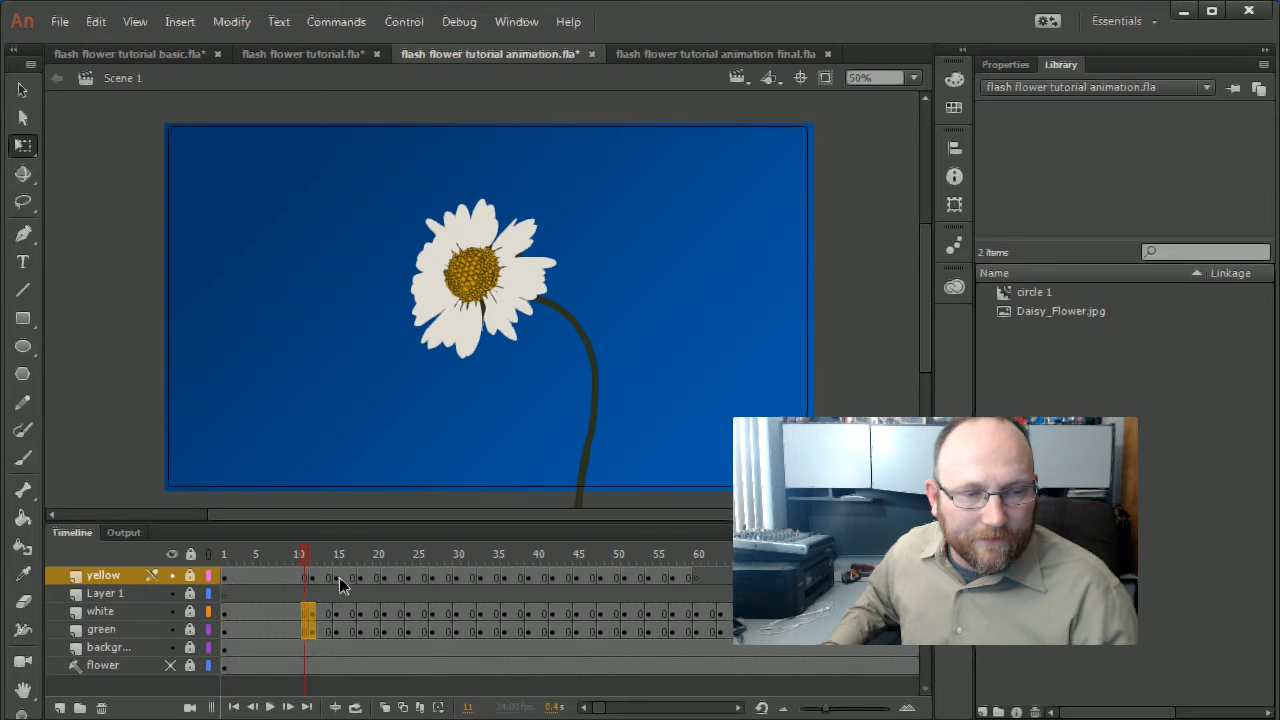 An File Edit View Insert Modify Text Commands Control Debug Window Help Essentials
flash flower tutorial basic.fla* × flash flower tutorial.fla* × flash flower tutorial animation.fla* × flash flower tutorial animation final.fla ×
Scene 1 50%
Properties Library
flash flower tutorial animation.fla
2 items
Name Linkage
circle 1
Daisy_Flower.jpg
Timeline Output
1 5 10 15 20 25 30 35 40 45 50 55 60
yellow
Layer 1
white
green
backgr...
flower
11 24.00 fps 0.4 s